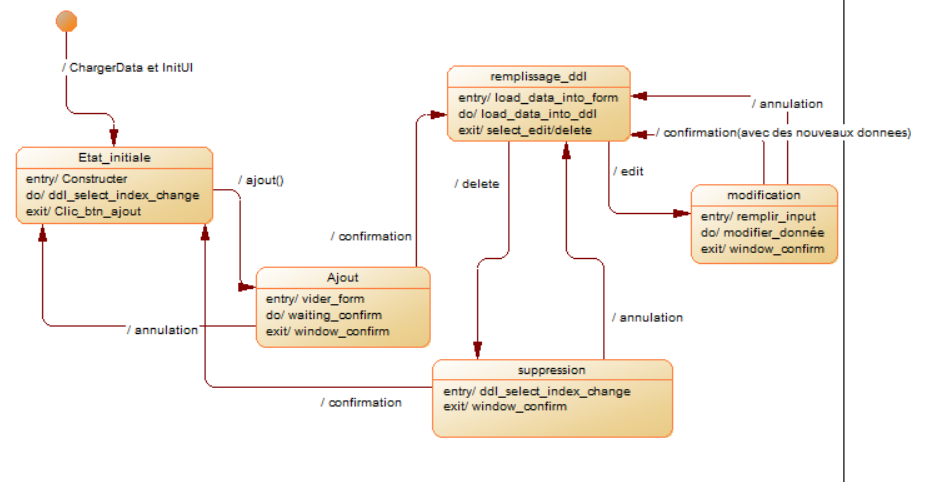 / ChargerData et InitUI
remplissage_ddl
entry/ load_data_into_form
do/ load_data_into_ddl
exit/ select_edit/delete
/ annulation
/ confirmation(avec des nouveaux donnees)
Etat_initiale
entry/ Constructer
do/ ddl_select_index_change
exit/ Clic_btn_ajout
/ ajout()
/ delete
/ edit
modification
entry/ remplir_input
do/ modifier_donnée
exit/ window_confirm
/ confirmation
Ajout
entry/ vider_form
do/ waiting_confirm
exit/ window_confirm
/ annulation
/ annulation
suppression
entry/ ddl_select_index_change
exit/ window_confirm
/ confirmation